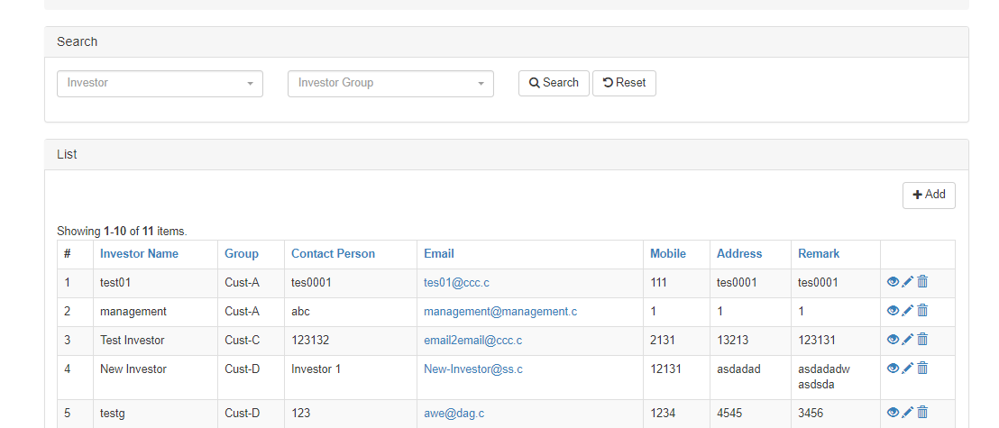 Search
Investor Investor Group Search Reset
List
Add
Showing 1-10 of 11 items.
# Investor Name Group Contact Person Email Mobile Address Remark
1 test01 Cust-A tes0001 tes01@ccc.c 111 tes0001 tes0001
2 management Cust-A abc management@management.c 1 1 1
3 Test Investor Cust-C 123132 email2email@ccc.c 2131 13213 123131
4 New Investor Cust-D Investor 1 New-Investor@ss.c 12131 asdadad asdadadw
asdsda
5 testg Cust-D 123 awe@dag.c 1234 4545 3456